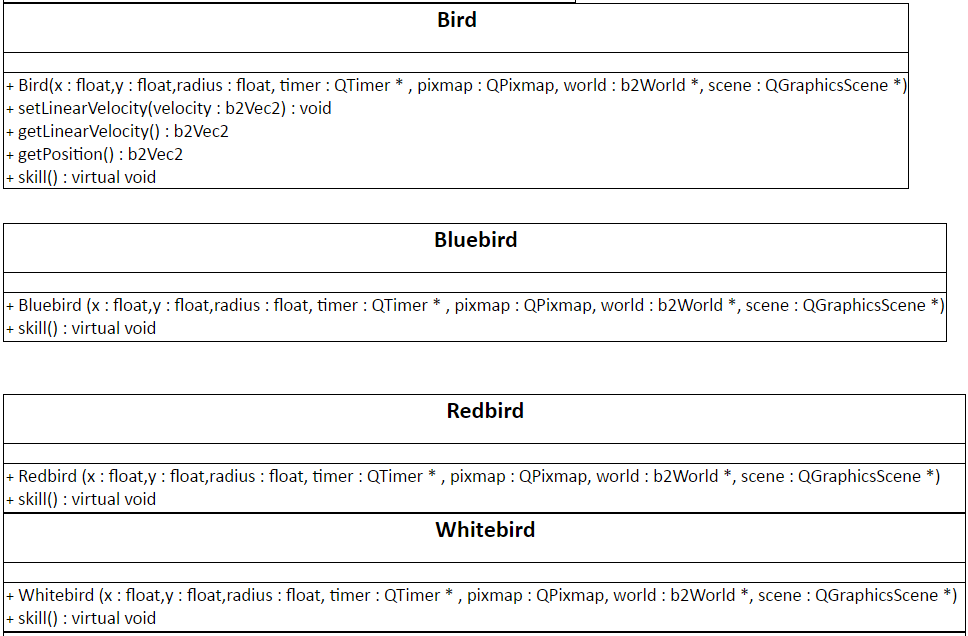 Bird
+ Bird(x : float,y : float,radius : float, timer : QTimer * , pixmap : QPixmap, world : b2World *, scene : QGraphicsScene *)
+ setLinearVelocity(velocity : b2Vec2) : void
+ getLinearVelocity() : b2Vec2
+ getPosition() : b2Vec2
+ skill() : virtual void
Bluebird
+ Bluebird (x : float,y : float,radius : float, timer : QTimer * , pixmap : QPixmap, world : b2World *, scene : QGraphicsScene *)
+ skill() : virtual void
Redbird
+ Redbird (x : float,y : float,radius : float, timer : QTimer * , pixmap : QPixmap, world : b2World *, scene : QGraphicsScene *)
+ skill() : virtual void
Whitebird
+ Whitebird (x : float,y : float,radius : float, timer : QTimer * , pixmap : QPixmap, world : b2World *, scene : QGraphicsScene *)
+ skill() : virtual void